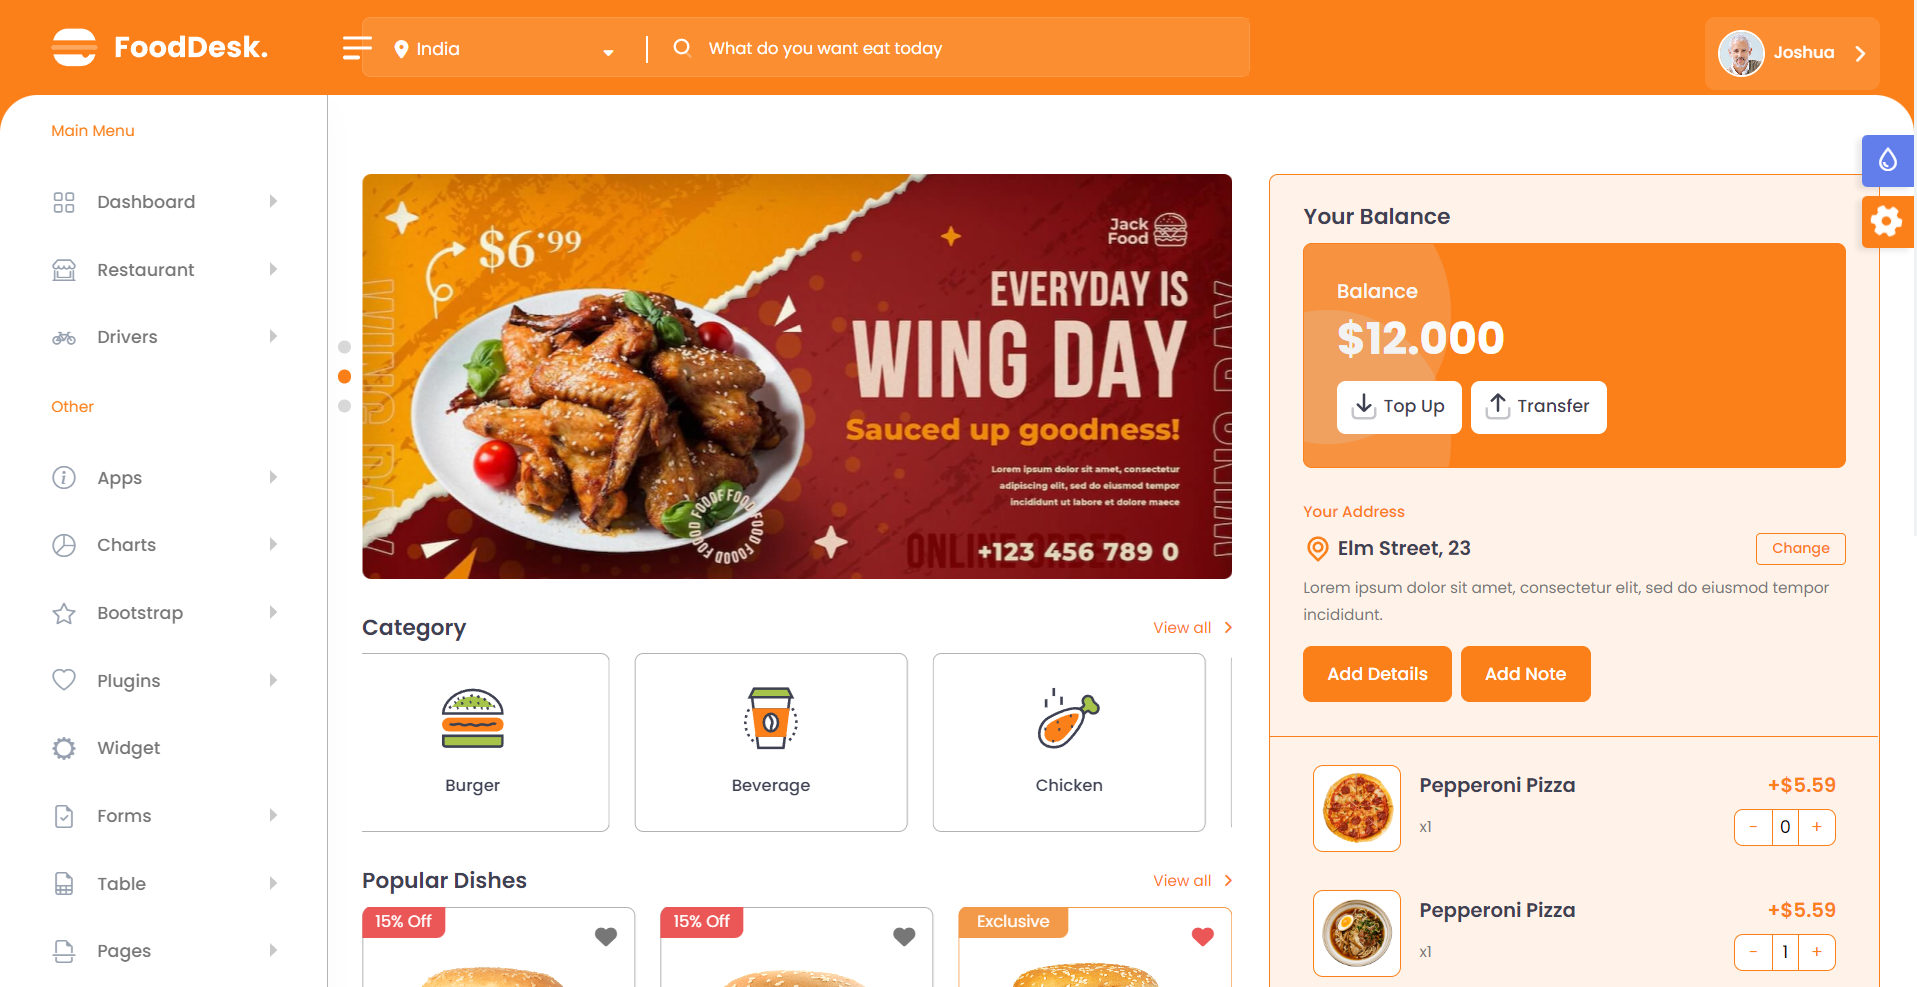 FoodDesk.
India
What do you want eat today
Joshua
Main Menu
Dashboard
Restaurant
Drivers
Other
Apps
Charts
Bootstrap
Plugins
Widget
Forms
Table
Pages
$6.99
Jack
Food
EVERYDAY IS
WING DAY
Sauced up goodness!
Lorem ipsum dolor sit amet, consectetur
adipiscing elit, sed do eiusmod tempor
incididunt ut labore et dolore maece
ONLINE ORDER
+123 456 789 0
WING DAY
Category
View all
Burger
Beverage
Chicken
Popular Dishes
View all
15% Off
15% Off
Exclusive
Your Balance
Balance
$12.000
Top Up
Transfer
Your Address
Elm Street, 23
Change
Lorem ipsum dolor sit amet, consectetur elit, sed do eiusmod tempor
incididunt.
Add Details
Add Note
Pepperoni Pizza
+$5.59
x1
- 0 +
Pepperoni Pizza
+$5.59
x1
- 1 +